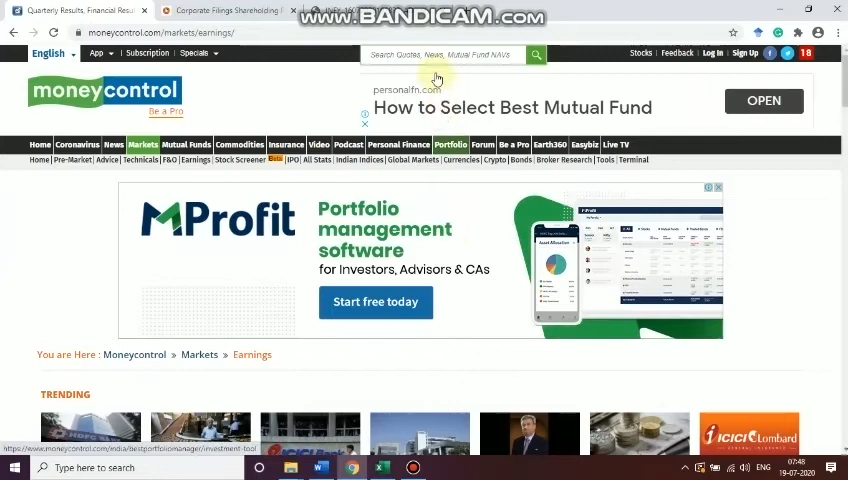 Quarterly Results, Financial Result
Corporate Filings Shareholding P
WWW.BANDICAM.COM
moneycontrol.com/markets/earnings/
English
App
Subscription
Specials
Search Quotes, News, Mutual Fund NAVs
Stocks
Feedback
Log In
Sign Up
18
moneycontrol
Be a Pro
personalfn.com
How to Select Best Mutual Fund
OPEN
Home Coronavirus News Markets Mutual Funds Commodities Insurance Video Podcast Personal Finance Portfolio Forum Be a Pro Earth360 Easybiz Live TV
Home | Pre-Market | Advice | Technicals | F&O | Earnings | Stock Screener Beta | IPO | All Stats | Indian Indices | Global Markets | Currencies | Crypto | Bonds | Broker Research | Tools | Terminal
MProfit
Portfolio
management
software
for Investors, Advisors & CAs
Start free today
Asset Allocation
You are Here : Moneycontrol » Markets » Earnings
TRENDING
ICICI Lombard
https://www.moneycontrol.com/india/bestportfoliomanager/investment-tool
Type here to search
ENG
07:48
19-07-2020